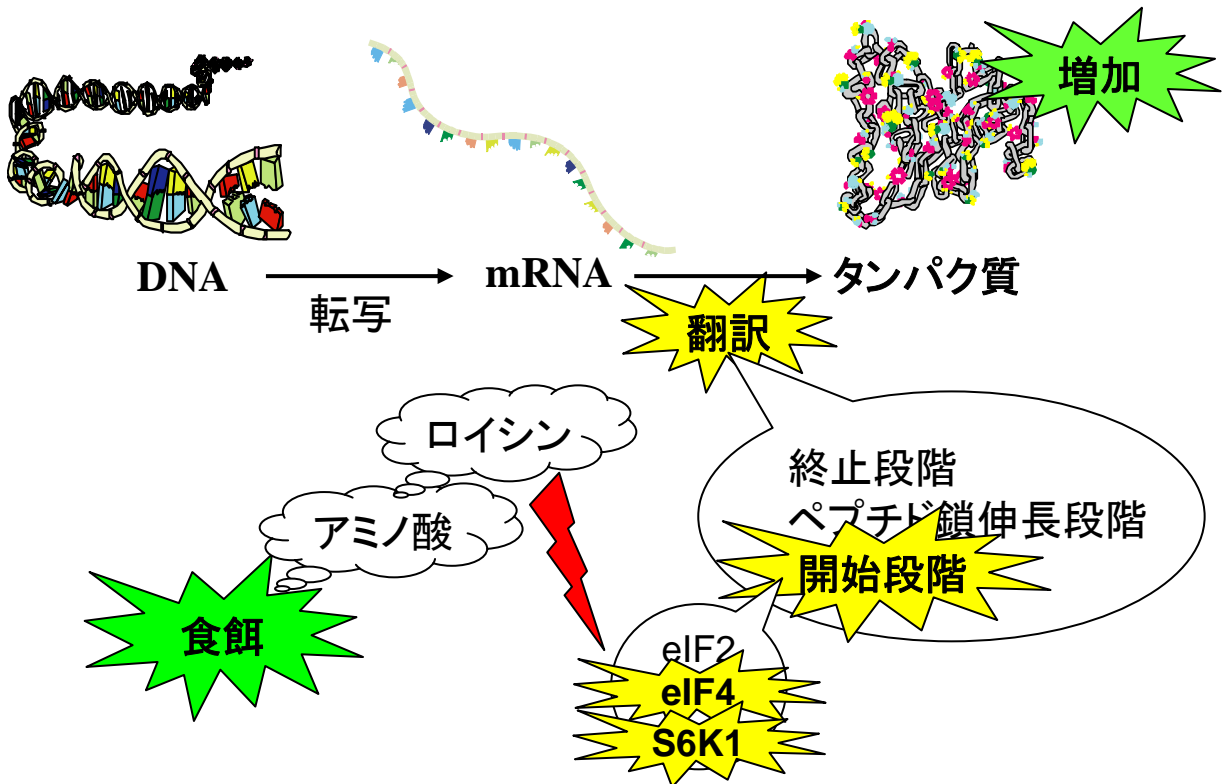 増加
DNA
mRNA
タンパク質
転写
翻訳
ロイシン
アミノ酸
食餌
終止段階
ペプチド鎖伸長段階
開始段階
eIF2
eIF4
S6K1